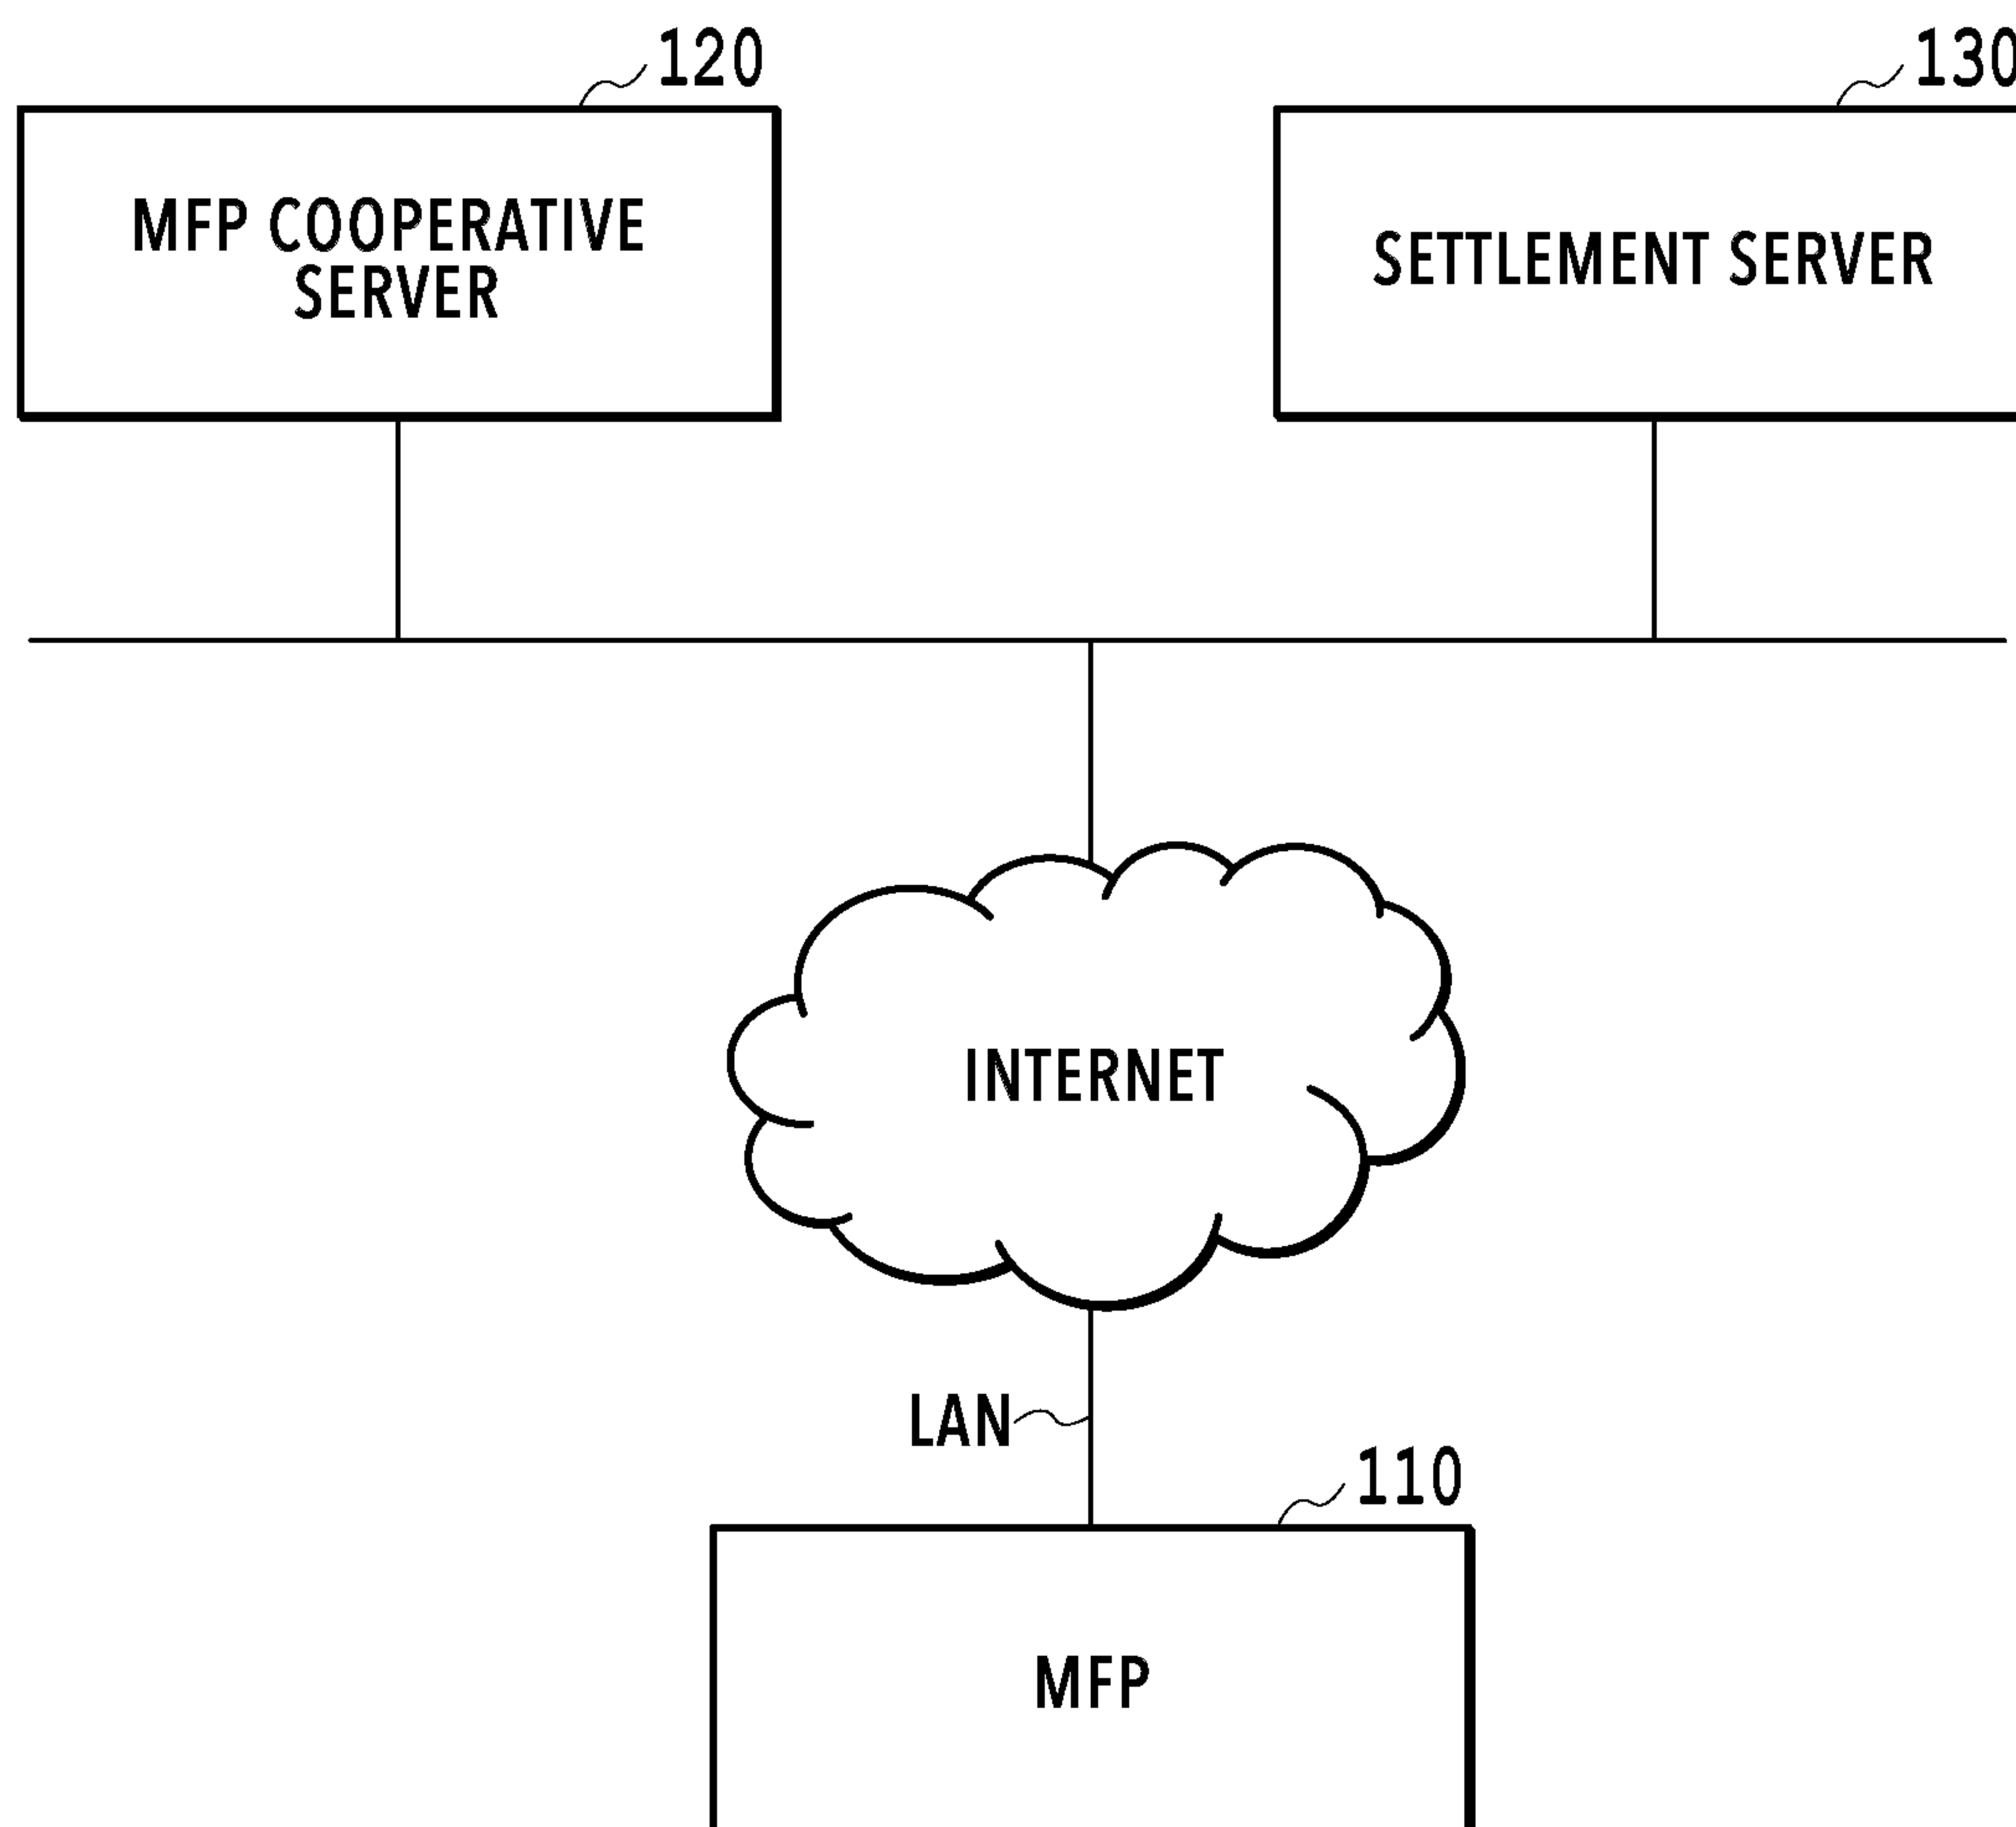 120
130
MFP COOPERATIVE
SERVER
SETTLEMENT SERVER
INTERNET
LAN
110
MFP